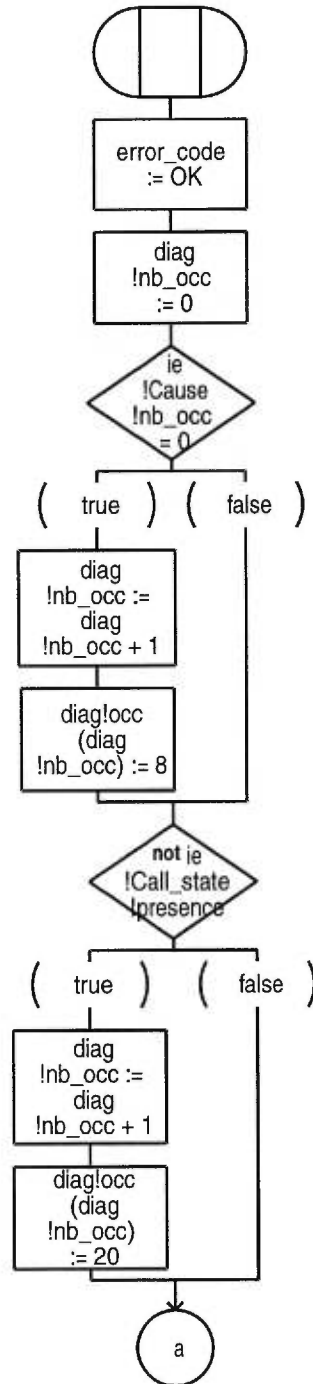 error_code
:= OK
diag
!nb_occ
:= 0
ie
!Cause
!nb_occ
= 0
( true ) ( false )
diag
!nb_occ :=
diag
!nb_occ + 1
diag!occ
(diag
!nb_occ) := 8
not ie
!Call_state
!presence
( true ) ( false )
diag
!nb_occ :=
diag
!nb_occ + 1
diag!occ
(diag
!nb_occ)
:= 20
a